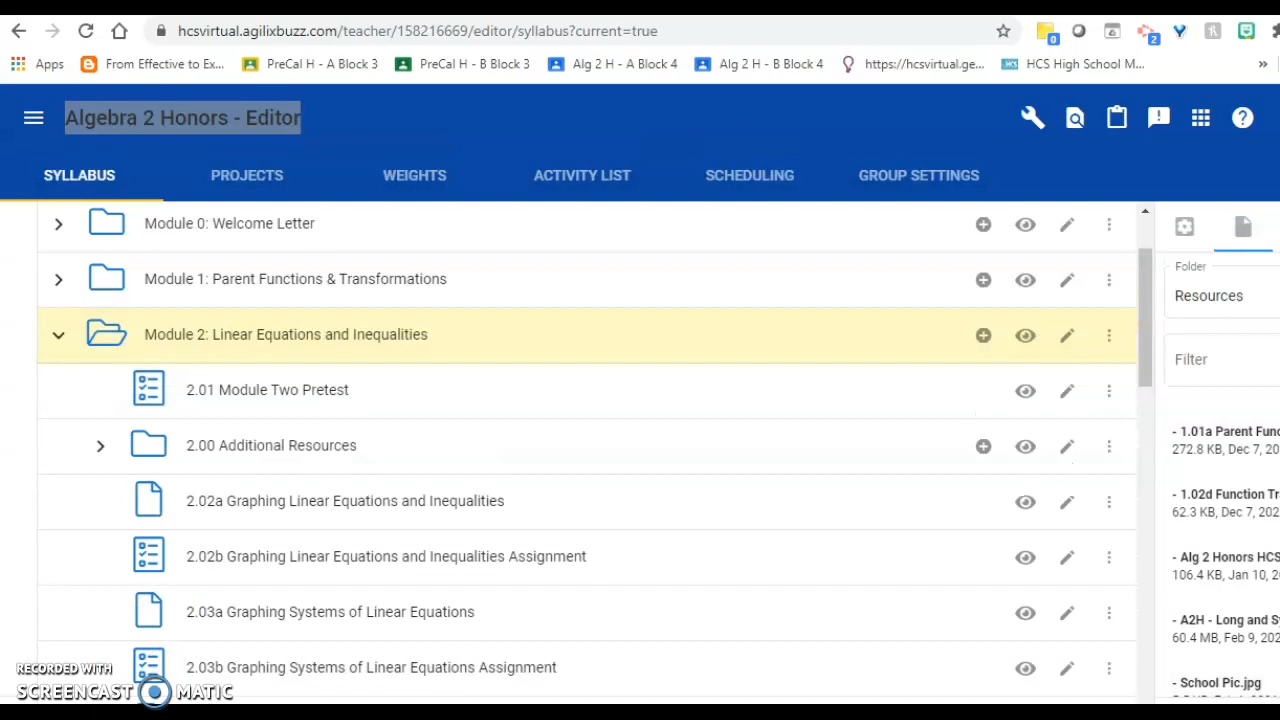 hcsvirtual.agilixbuzz.com/teacher/158216669/editor/syllabus?current=true
0
2
Apps
From Effective to Ex...
PreCal H - A Block 3
PreCal H - B Block 3
Alg 2 H - A Block 4
Alg 2 H - B Block 4
https://hcsvirtual.ge...
HCS High School M...
»
Algebra 2 Honors - Editor
SYLLABUS
PROJECTS
WEIGHTS
ACTIVITY LIST
SCHEDULING
GROUP SETTINGS
Module 0: Welcome Letter
Module 1: Parent Functions & Transformations
Module 2: Linear Equations and Inequalities
2.01 Module Two Pretest
2.00 Additional Resources
2.02a Graphing Linear Equations and Inequalities
2.02b Graphing Linear Equations and Inequalities Assignment
2.03a Graphing Systems of Linear Equations
2.03b Graphing Systems of Linear Equations Assignment
Folder
Resources
Filter
- 1.01a Parent Func
272.8 KB, Dec 7, 20
- 1.02d Function Tra
62.3 KB, Dec 7, 202
- Alg 2 Honors HCS
106.4 KB, Jan 10, 2
- A2H - Long and Sy
60.4 MB, Feb 9, 202
- School Pic.jpg
RECORDED WITH
SCREENCAST MATIC